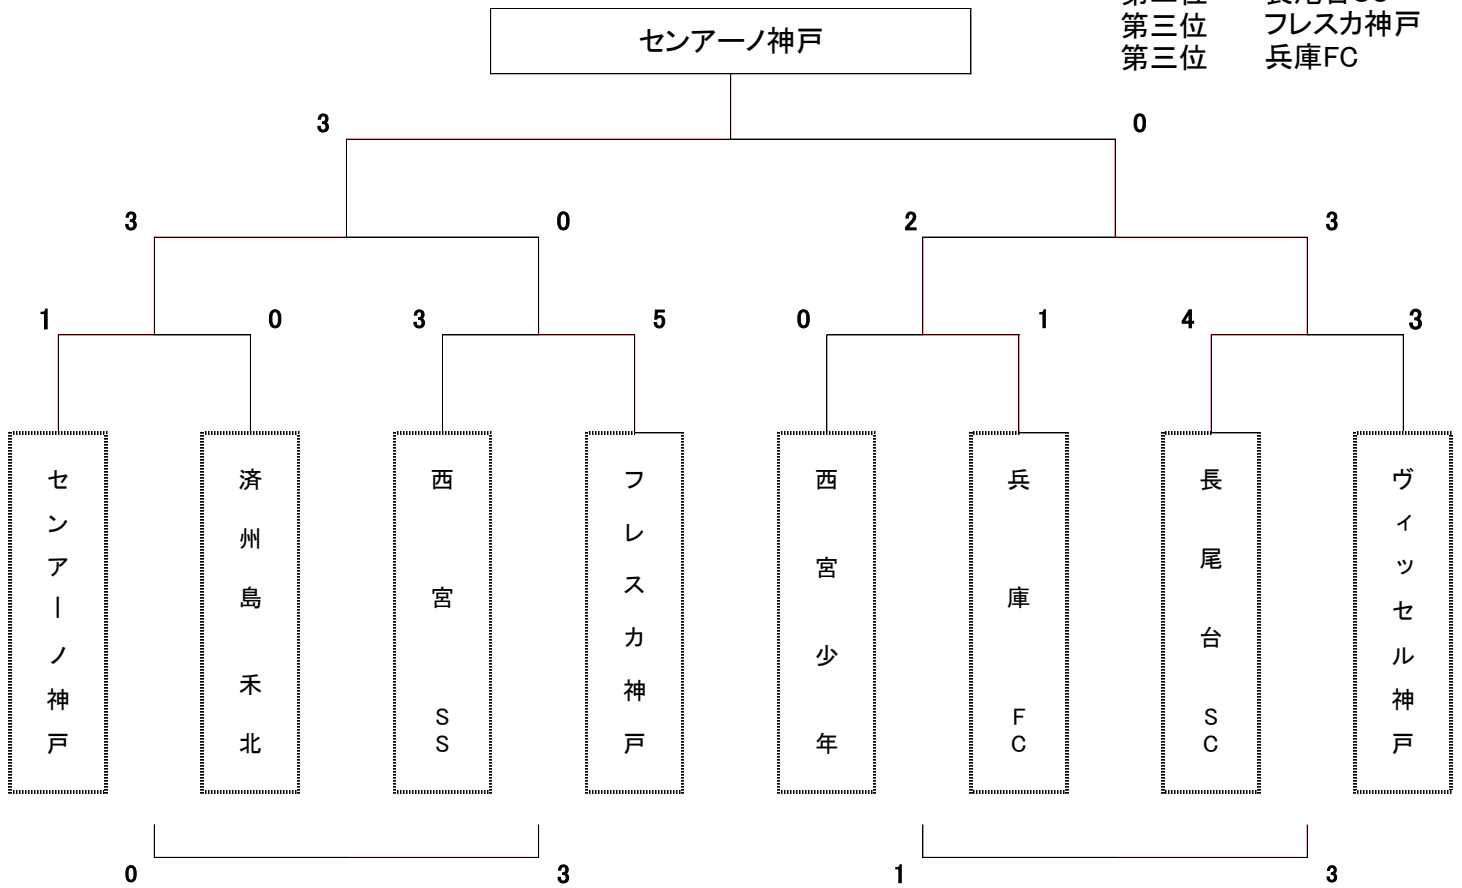 第三位 フレスカ神戸
センアーノ神戸
第三位 兵庫FC
3 0
3 0 2 3
1 0 3 5 0 1 4 3
センアーノ神戸
済州島 禾北
西宮SS
フレスカ神戸
西宮少年
兵庫FC
長尾台SC
ヴィッセル神戸
0 3 1 3